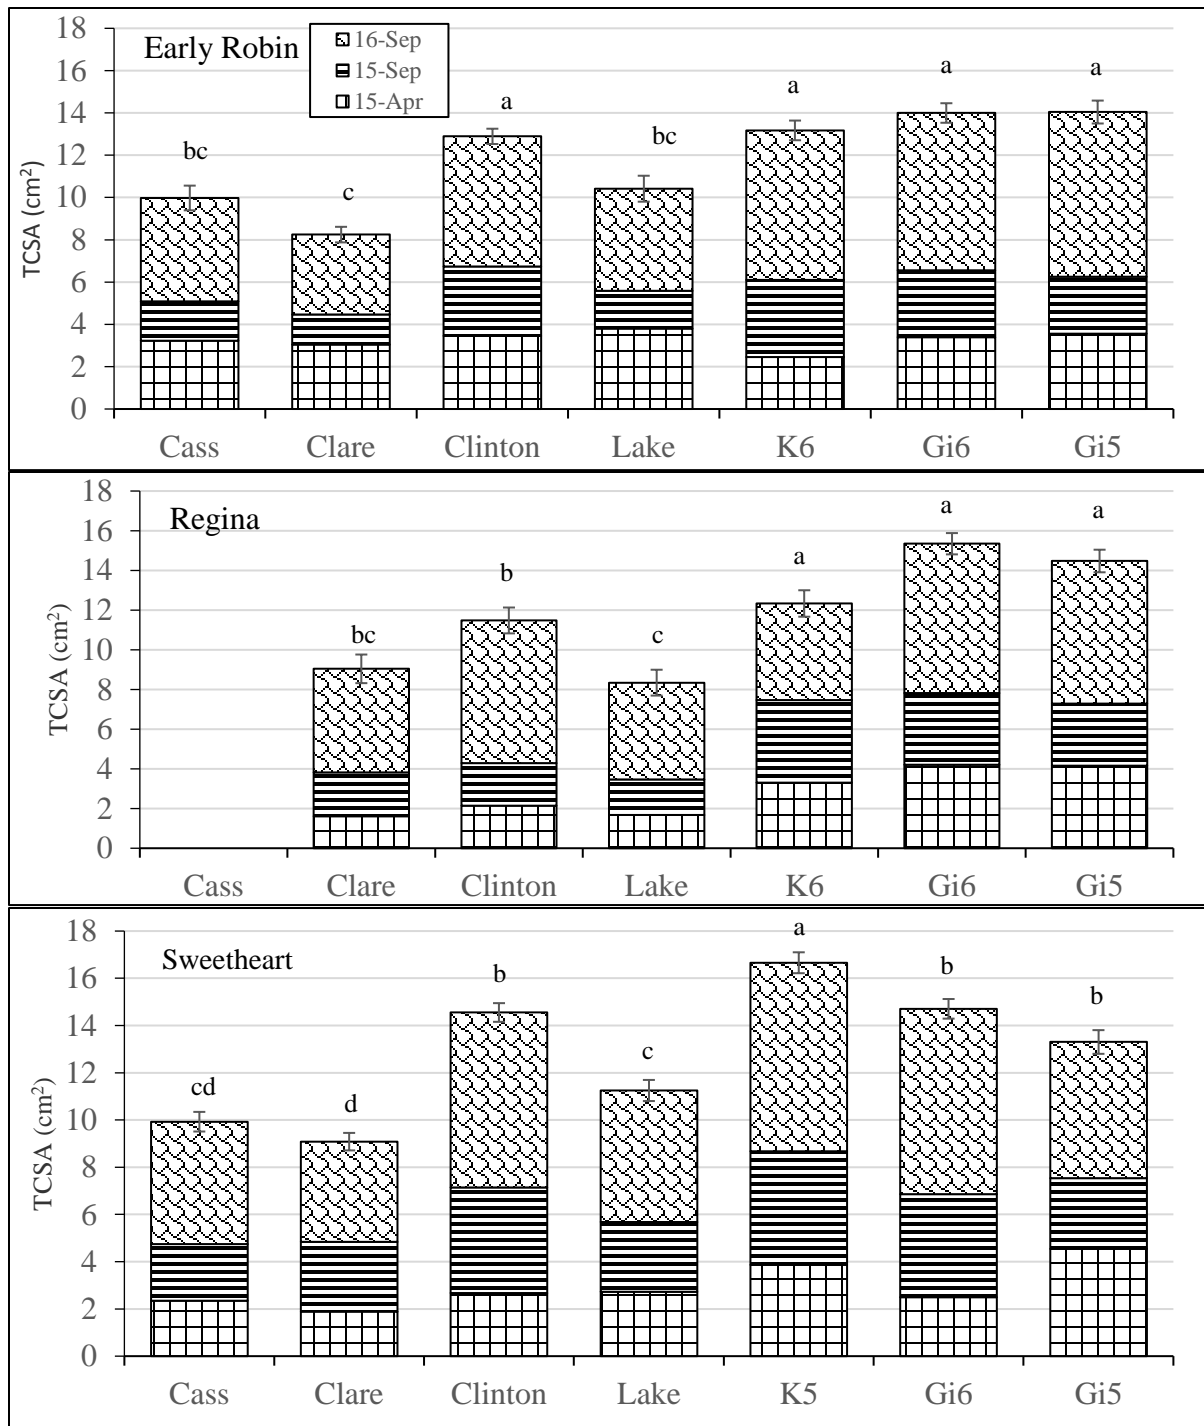 Early Robin
16-Sep
15-Sep
15-Apr
TCSA (cm²)
18
16
14
12
10
8
6
4
2
0
bc
c
a
bc
a
a
a
Cass Clare Clinton Lake K6 Gi6 Gi5
Regina
TCSA (cm²)
18
16
14
12
10
8
6
4
2
0
bc
b
c
a
a
a
Cass Clare Clinton Lake K6 Gi6 Gi5
Sweetheart
TCSA (cm²)
18
16
14
12
10
8
6
4
2
0
cd
d
b
c
a
b
b
Cass Clare Clinton Lake K5 Gi6 Gi5